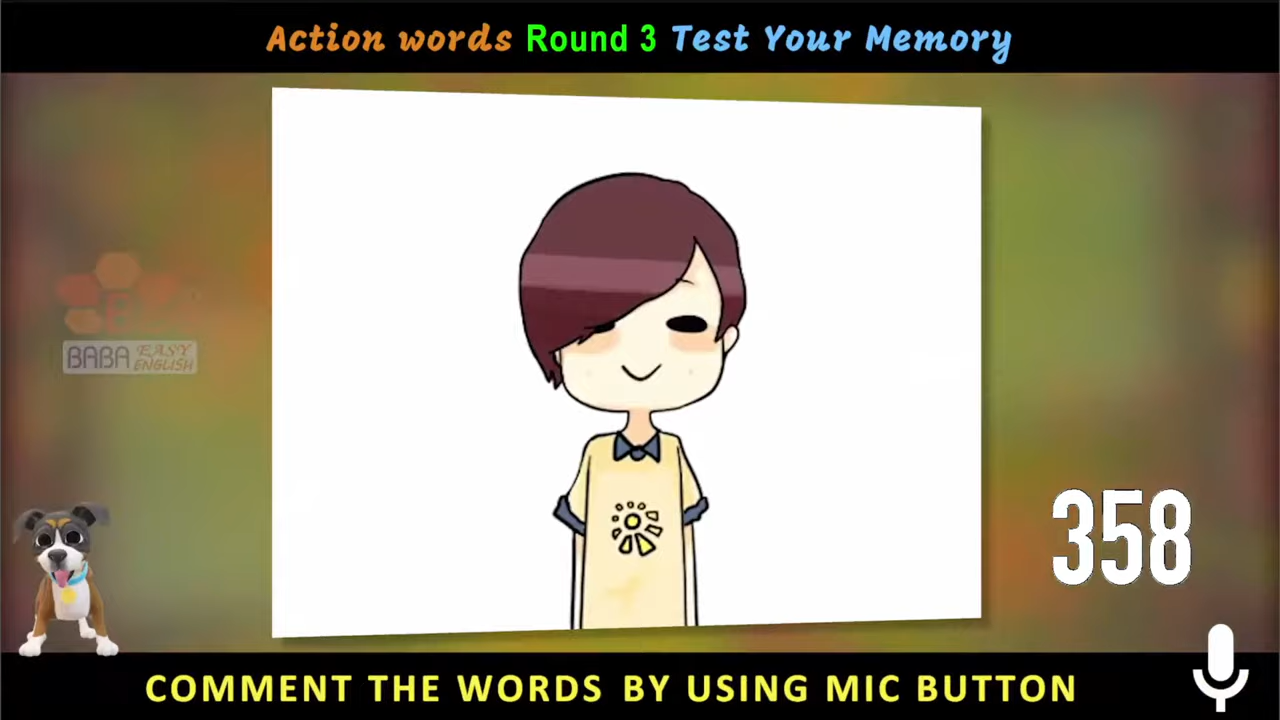 Action words Round 3 Test Your Memory
BABA EASY ENGLISH
358
COMMENT THE WORDS BY USING MIC BUTTON